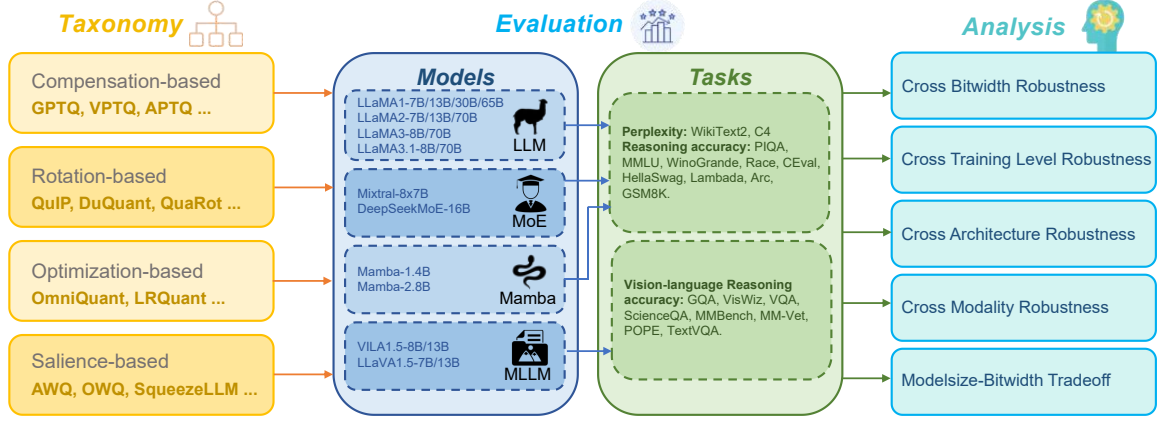 Taxonomy
Compensation-based
GPTQ, VPTQ, APTQ ...
Rotation-based
QuIP, DuQuant, QuaRot ...
Optimization-based
OmniQuant, LRQuant ...
Salience-based
AWQ, OWQ, SqueezeLLM ...
Evaluation
Models
LLaMA1-7B/13B/30B/65B
LLaMA2-7B/13B/70B
LLaMA3-8B/70B
LLaMA3.1-8B/70B
LLM
Mixtral-8x7B
DeepSeekMoE-16B
MoE
Mamba-1.4B
Mamba-2.8B
Mamba
VILA1.5-8B/13B
LLaVA1.5-7B/13B
MLLM
Tasks
Perplexity: WikiText2, C4
Reasoning accuracy: PIQA,
MMLU, WinoGrande, Race, CEval,
HellaSwag, Lambada, Arc,
GSM8K.
Vision-language Reasoning
accuracy: GQA, VisWiz, VQA,
ScienceQA, MMBench, MM-Vet,
POPE, TextVQA.
Analysis
Cross Bitwidth Robustness
Cross Training Level Robustness
Cross Architecture Robustness
Cross Modality Robustness
Modelsize-Bitwidth Tradeoff